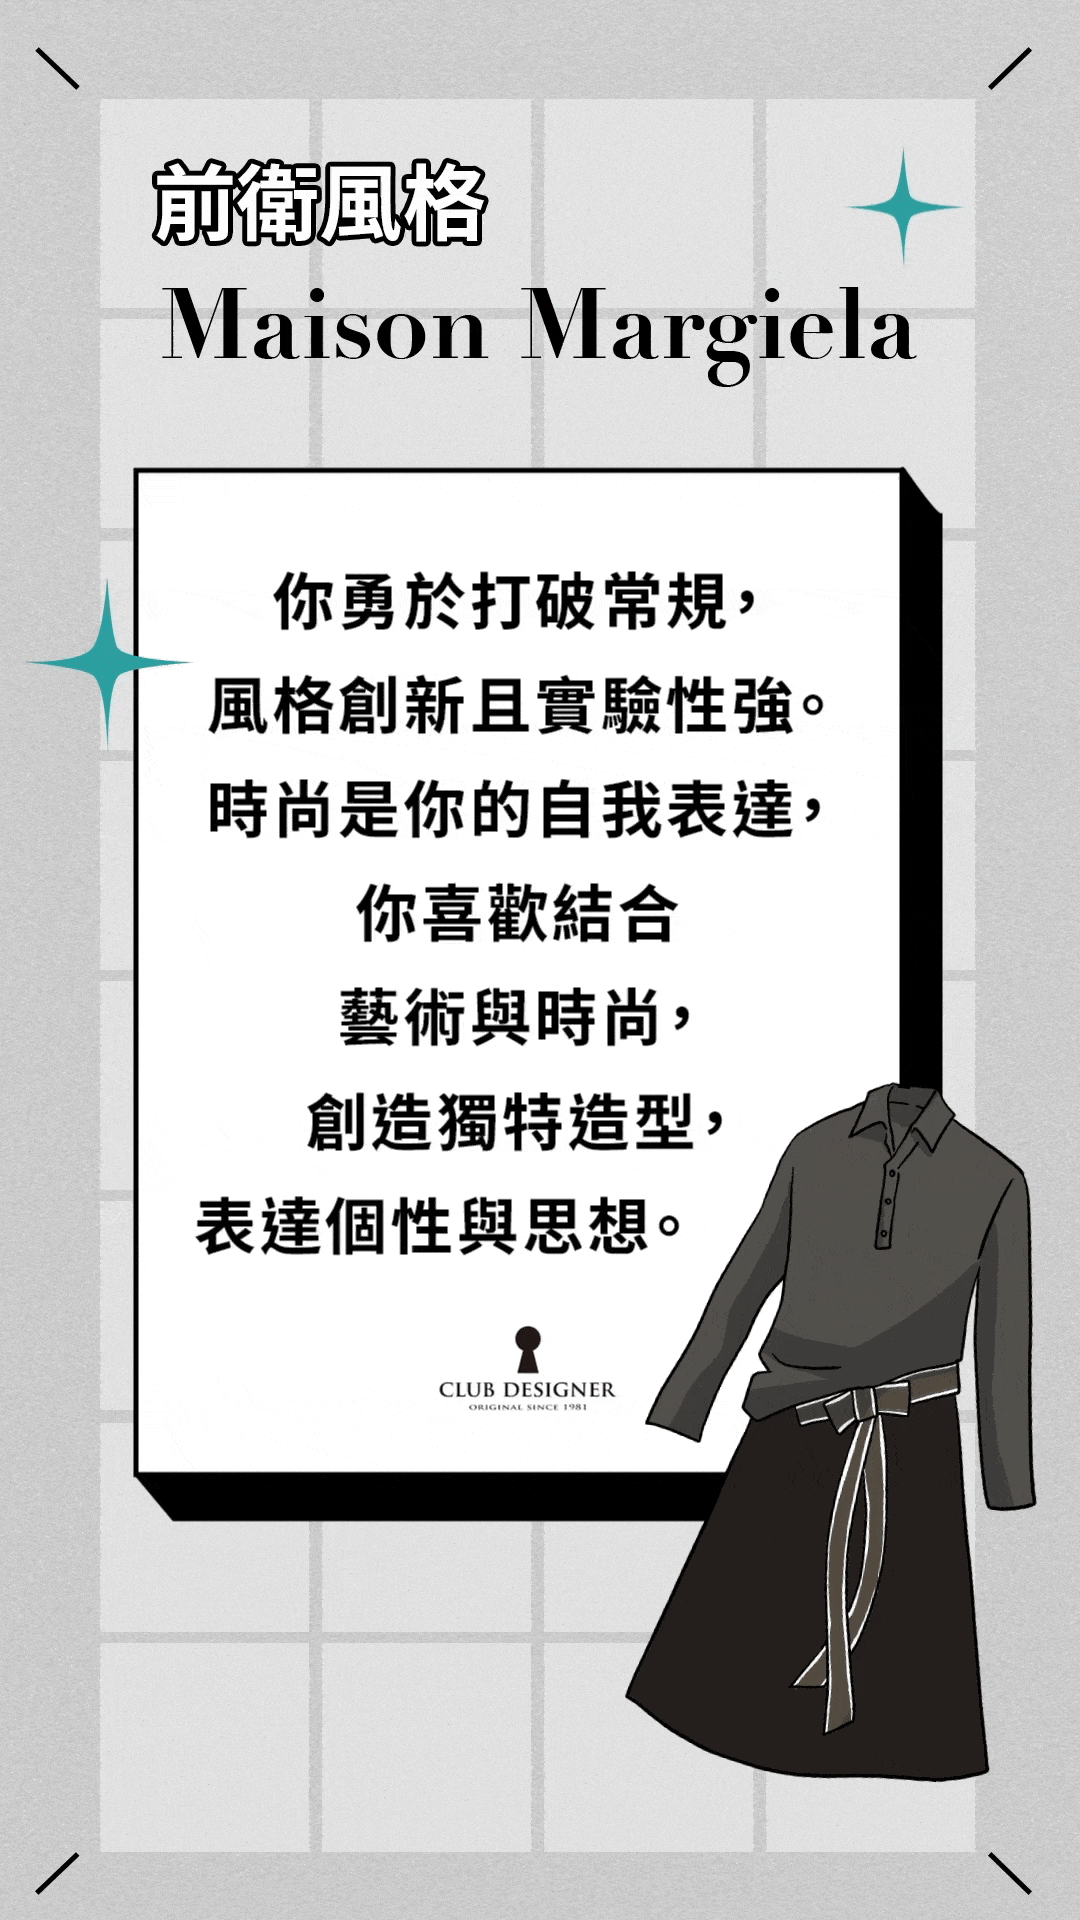 前衛風格
Maison Margiela
你勇於打破常規，
風格創新且實驗性強。
時尚是你的自我表達，
你喜歡結合
藝術與時尚，
創造獨特造型，
表達個性與思想。
CLUB DESIGNER
ORIGINAL SINCE 1981